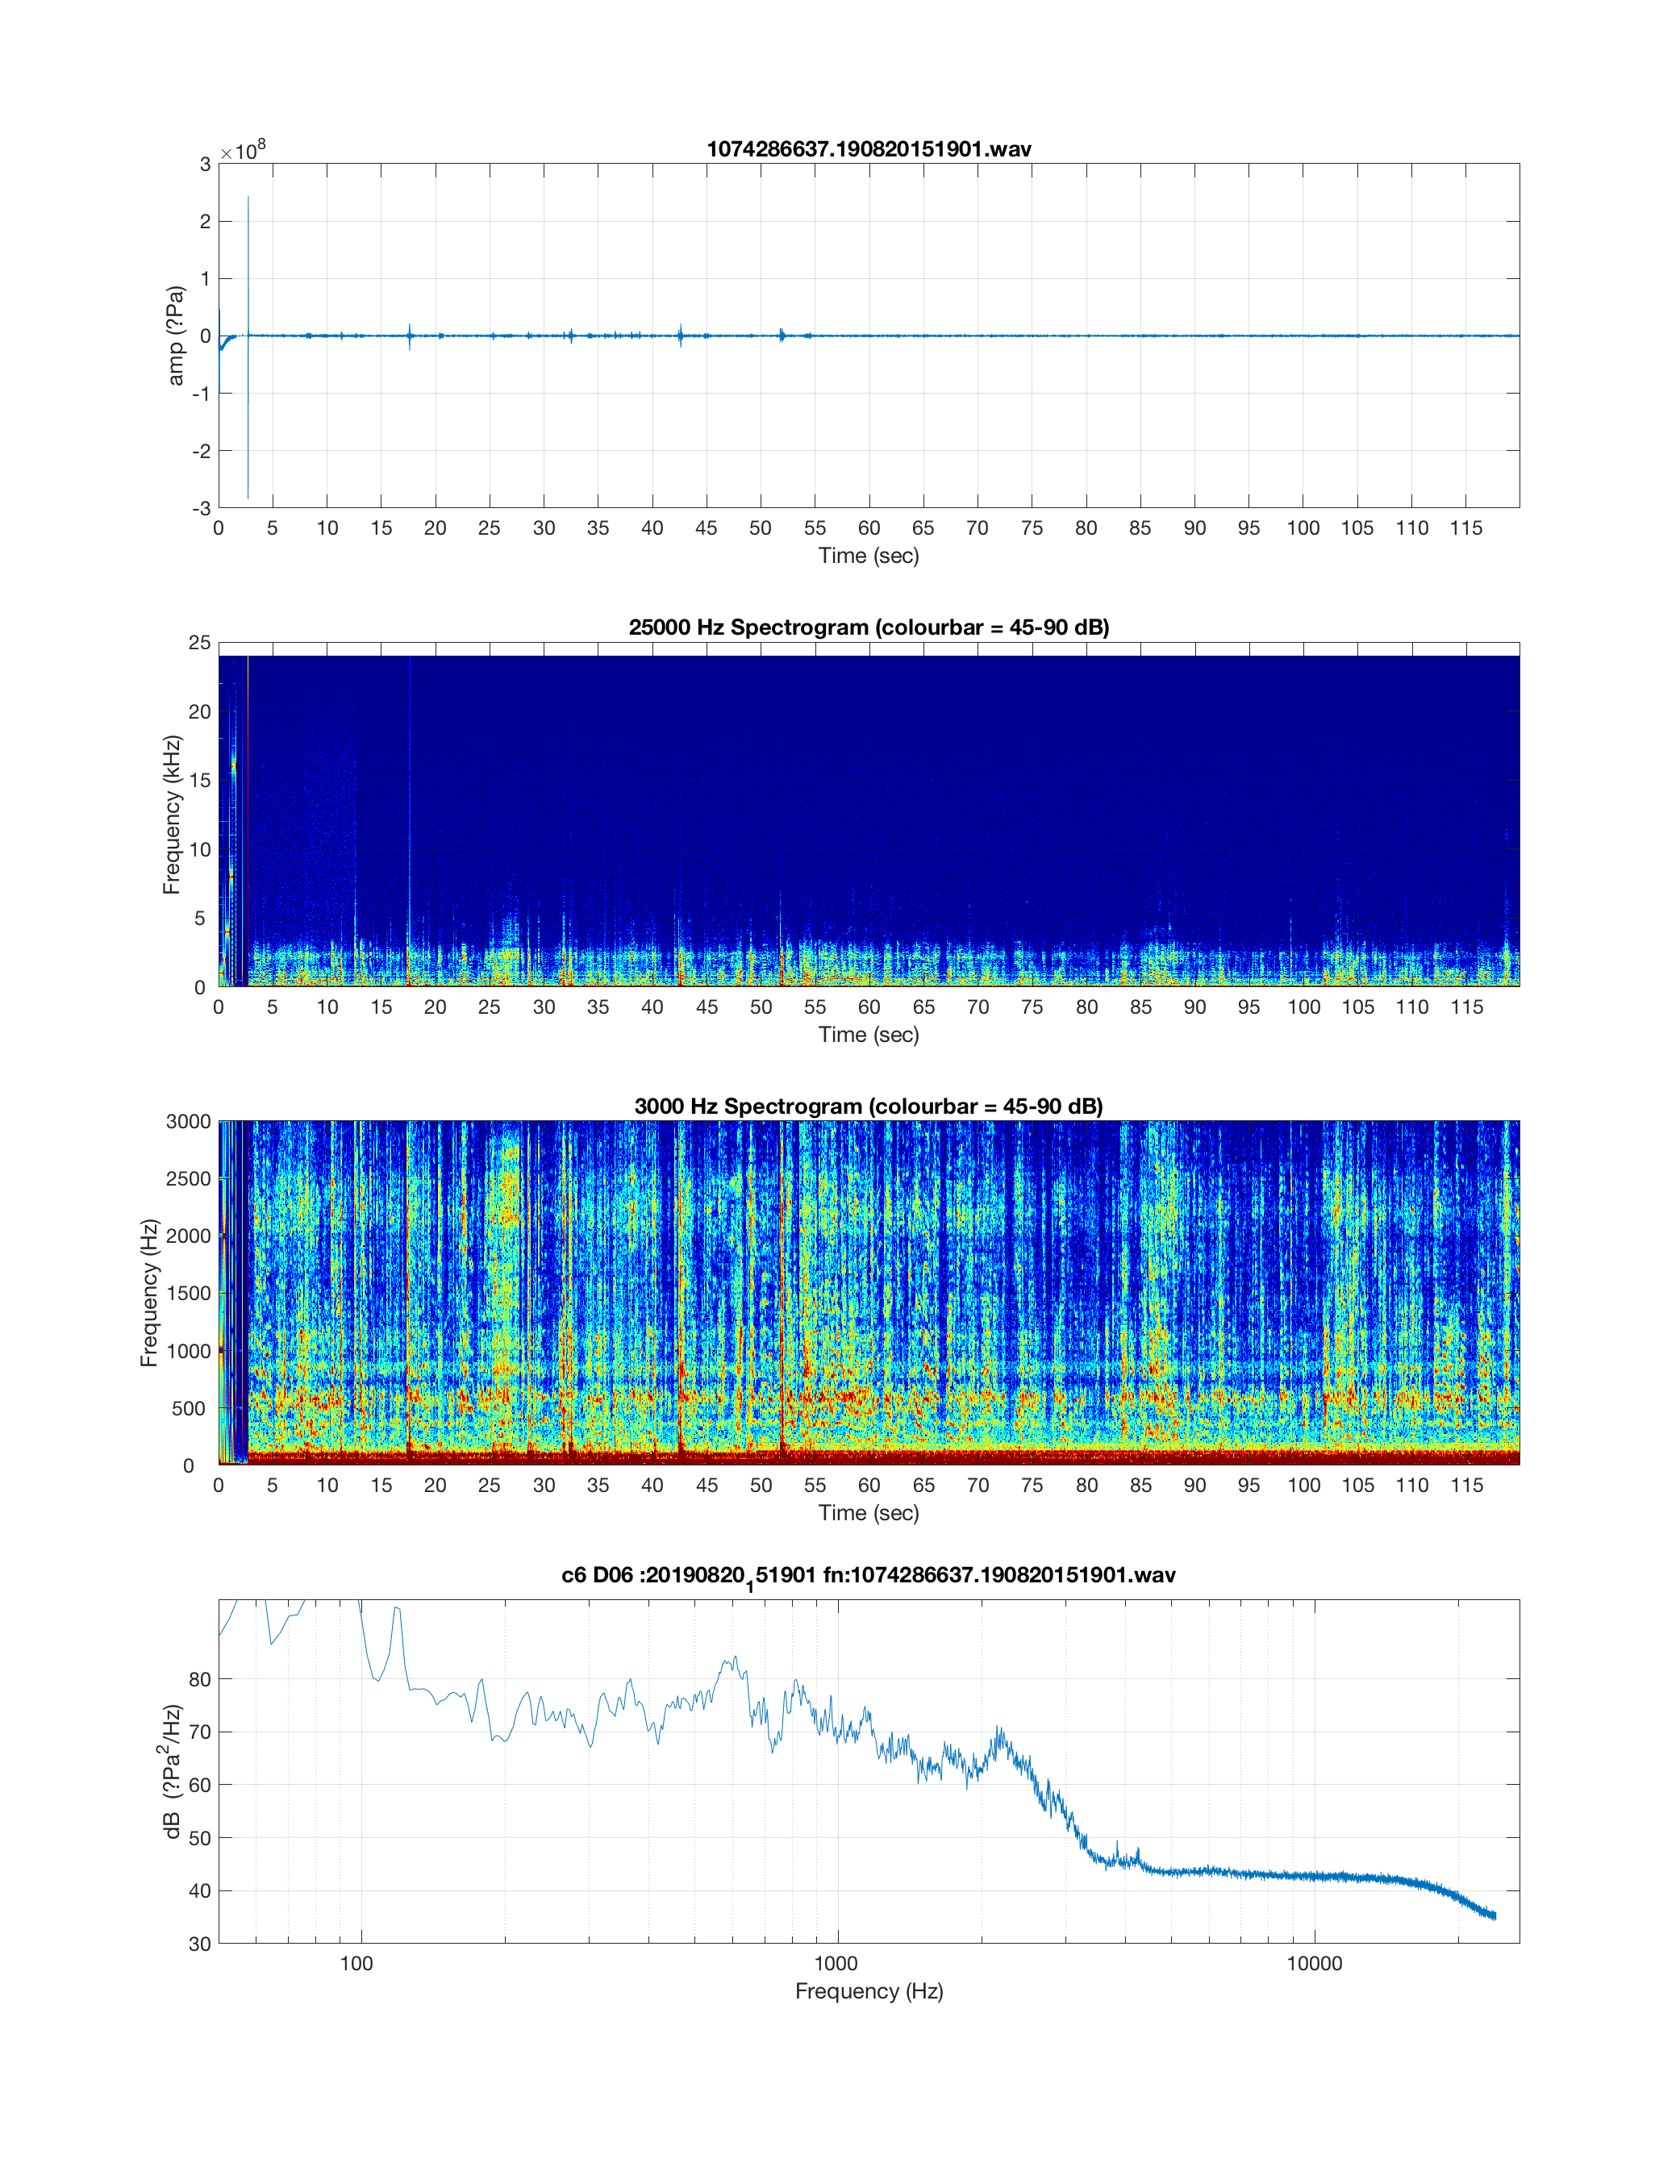 1074286637.190820151901.wav
×10^8
3
2
1
0
-1
-2
-3
amp (?Pa)
0 5 10 15 20 25 30 35 40 45 50 55 60 65 70 75 80 85 90 95 100 105 110 115
Time (sec)
25000 Hz Spectrogram (colourbar = 45-90 dB)
25
20
15
10
5
0
Frequency (kHz)
0 5 10 15 20 25 30 35 40 45 50 55 60 65 70 75 80 85 90 95 100 105 110 115
Time (sec)
3000 Hz Spectrogram (colourbar = 45-90 dB)
3000
2500
2000
1500
1000
500
0
Frequency (Hz)
0 5 10 15 20 25 30 35 40 45 50 55 60 65 70 75 80 85 90 95 100 105 110 115
Time (sec)
c6 D06 :20190820₁51901 fn:1074286637.190820151901.wav
80
70
60
50
40
30
dB (?Pa²/Hz)
100 1000 10000
Frequency (Hz)